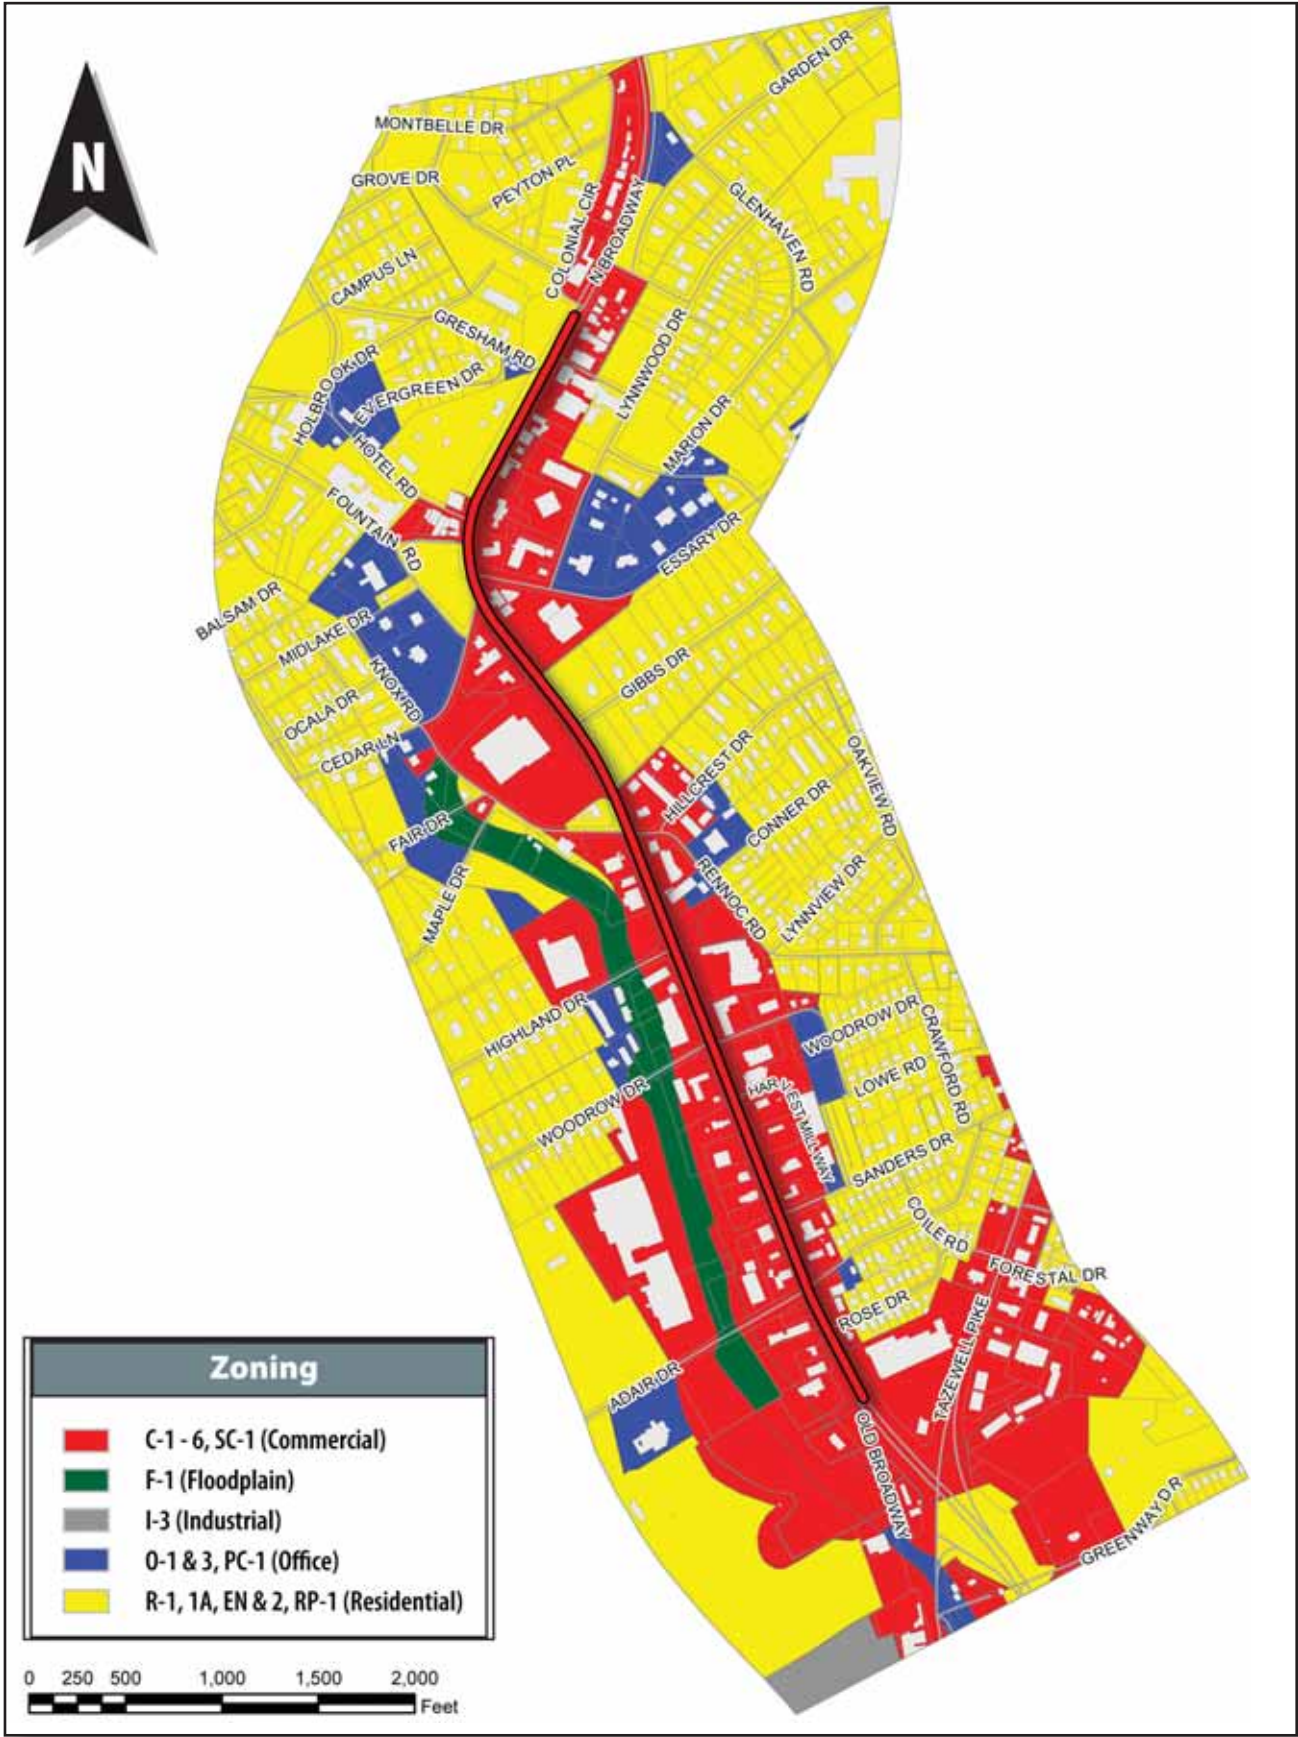 GARDEN DR
MONTBELLE DR
N
GROVE DR
PEYTON PL
COLONIAL CIR
N BROADWAY
GLENHAVEN RD
CAMPUS LN
GRESHAM RD
LYNNWOOD DR
HOLBROOK DR
EVERGREEN DR
MARION DR
HOTEL RD
FOUNTAIN RD
ESSARY DR
BALSAM DR
MIDLAKE DR
KNOX RD
GIBBS DR
OCALA DR
CEDAR LN
HILLCREST DR
OAKVIEW RD
CONNER DR
FAIR DR
MAPLE DR
RENNOC RD
LYNNVIEW DR
HIGHLAND DR
WOODROW DR
CRAWFORD RD
WOODROW DR
HARVEST MILL WAY
LOWE RD
SANDERS DR
COILE RD
FORESTAL DR
ROSE DR
TAZEWELL PIKE
ADAIR DR
OLD BROADWAY
GREENWAY DR
Zoning
C-1 - 6, SC-1 (Commercial)
F-1 (Floodplain)
I-3 (Industrial)
O-1 & 3, PC-1 (Office)
R-1, 1A, EN & 2, RP-1 (Residential)
0 250 500 1,000 1,500 2,000
Feet